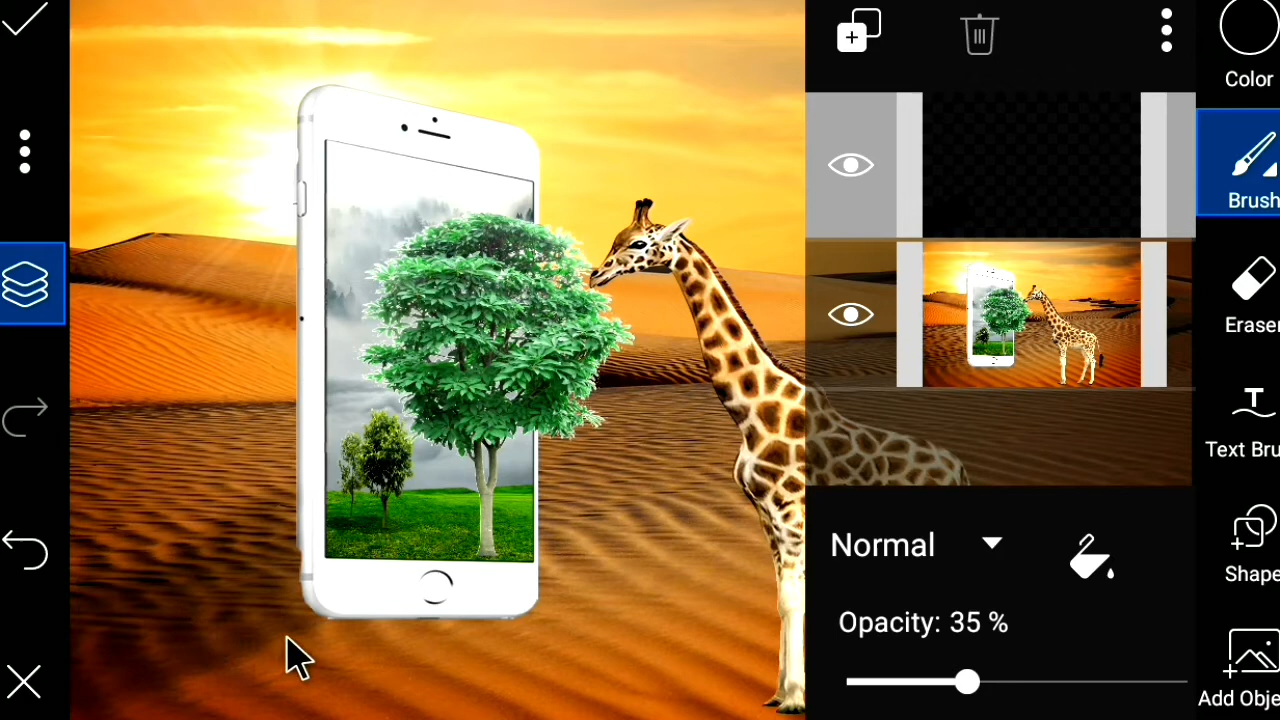 Color
Brush
Eraser
Text Bru
Shape
Normal
Opacity: 35 %
Add Obje